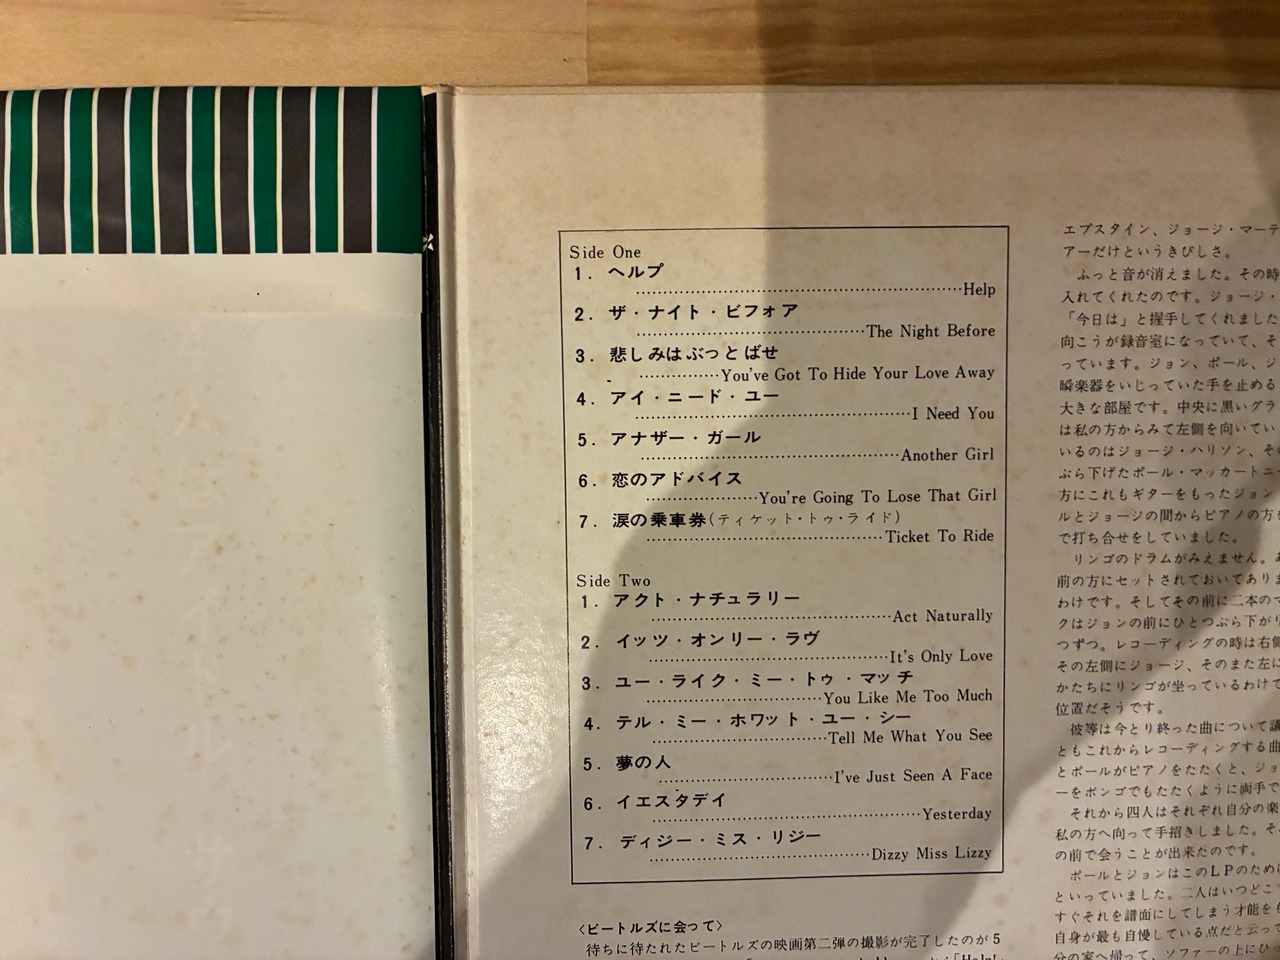 Side One
1. ヘルプ
Help
2. ザ・ナイト・ビフォア
The Night Before
3. 悲しみはぶっとばせ
You've Got To Hide Your Love Away
4. アイ・ニード・ユー
I Need You
5. アナザー・ガール
Another Girl
6. 恋のアドバイス
You're Going To Lose That Girl
7. 涙の乗車券(ティケット・トゥ・ライド)
Ticket To Ride
Side Two
1. アクト・ナチュラリー
Act Naturally
2. イッツ・オンリー・ラヴ
It's Only Love
3. ユー・ライク・ミー・トゥ・マッチ
You Like Me Too Much
4. テル・ミー・ホワット・ユー・シー
Tell Me What You See
5. 夢の人
I've Just Seen A Face
6. イエスタデイ
Yesterday
7. ディジー・ミス・リジー
Dizzy Miss Lizzy
〈ビートルズに会って〉
待ちに待たれたビートルズの映画第二弾の撮影が完了したのが5
「Help!
エプスタイン、ジョージ・マーテ
アーだけというきびしさ。
ふっと音が消えました。その時
入れてくれたのです。ジョージ・
「今日は」と握手してくれました
向こうが録音室になっていて、そ
っています。ジョン、ポール、ジ
瞬楽器をいじっていた手を止める
大きな部屋です。中央に黒いグラ
は私の方からみて左側を向いてい
いるのはジョージ・ハリソン、その
ぶら下げたポール・マッカートニー
方にこれもギターをもったジョン
ルとジョージの間からピアノの方を
で打ち合せをしていました。
リンゴのドラムがみえません。あ
前の方にセットされておいてありま
わけです。そしてその前に二本のマ
クはジョンの前にひとつぶら下がり
つずつ。レコーディングの時は右側
その左側にジョージ、そのまた左に
かたちにリンゴが坐っているわけで
位置だそうです。
彼等は今とり終った曲について議
ともこれからレコーディングする曲
とポールがピアノをたたくと、ジョ
ーをボンゴでもたたくように両手で
それから四人はそれぞれ自分の楽
私の方へ向って手招きしました。そ
の前で会うことが出来たのです。
ポールとジョンはこのLPのため
といっていました。二人はいつどこで
すぐそれを譜面にしてしまう才能を
自身が最も自慢している点だと云って
分の家へ帰って、ソファーの上にひっ